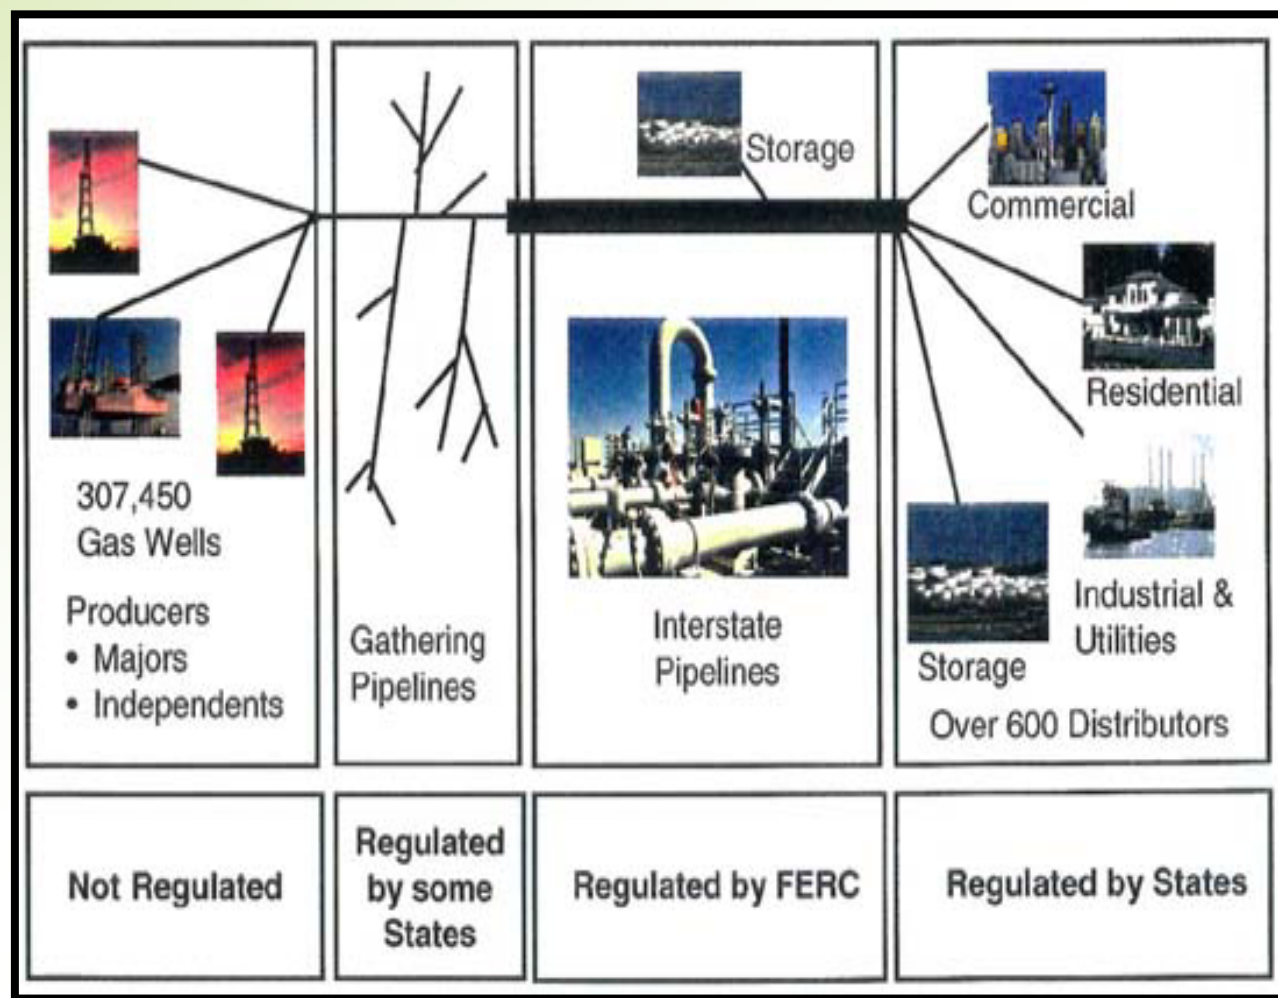 307,450
Gas Wells
Producers
• Majors
• Independents
Gathering
Pipelines
Storage
Interstate
Pipelines
Commercial
Residential
Industrial &
Utilities
Storage
Over 600 Distributors
Not Regulated
Regulated
by some
States
Regulated by FERC
Regulated by States